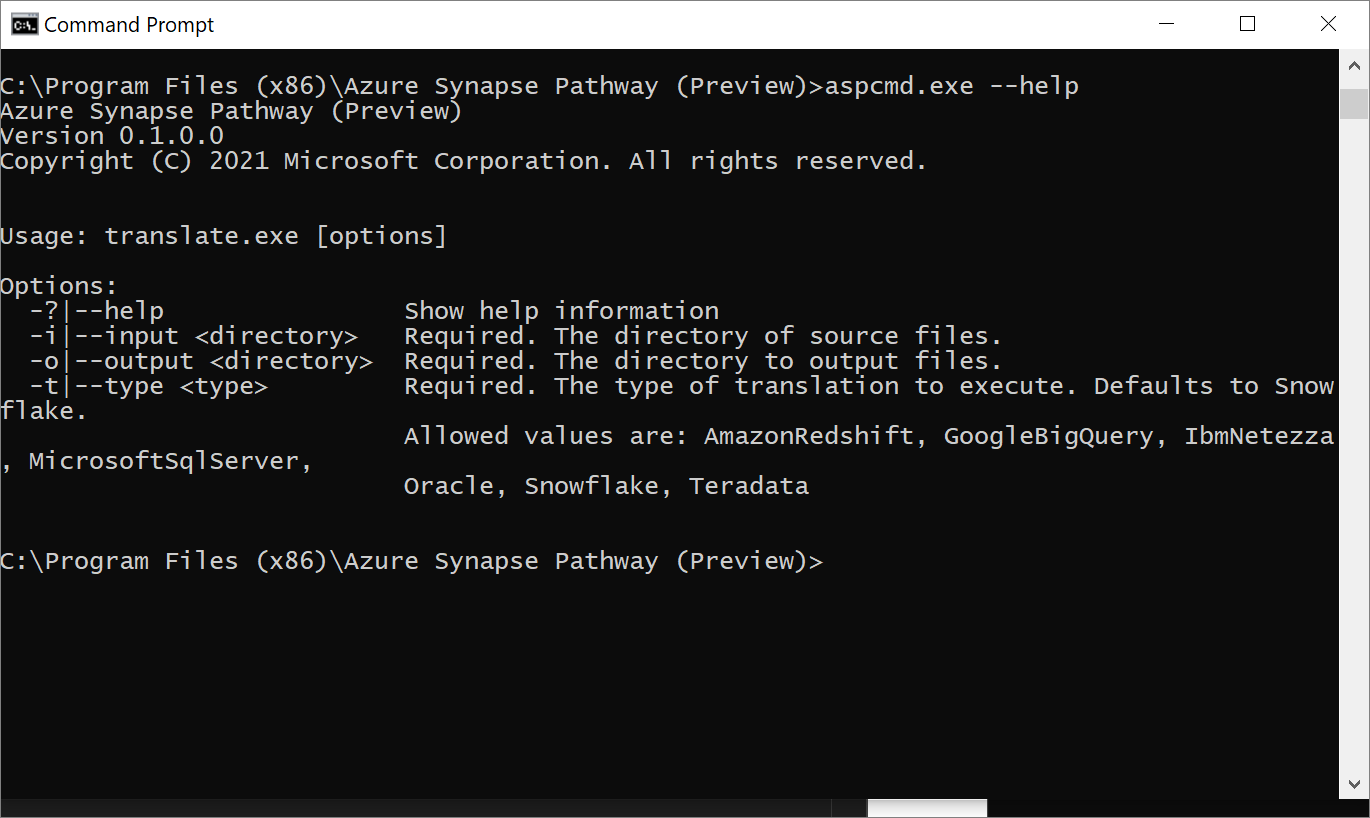 Command Prompt
C:\Program Files (x86)\Azure Synapse Pathway (Preview)>aspcmd.exe --help
Azure Synapse Pathway (Preview)
Version 0.1.0.0
Copyright (C) 2021 Microsoft Corporation. All rights reserved.
Usage: translate.exe [options]
Options:
-?|--help Show help information
-i|--input <directory> Required. The directory of source files.
-o|--output <directory> Required. The directory to output files.
-t|--type <type> Required. The type of translation to execute. Defaults to Snow
flake.
Allowed values are: AmazonRedshift, GoogleBigQuery, IbmNetezza
, MicrosoftSqlServer,
Oracle, Snowflake, Teradata
C:\Program Files (x86)\Azure Synapse Pathway (Preview)>